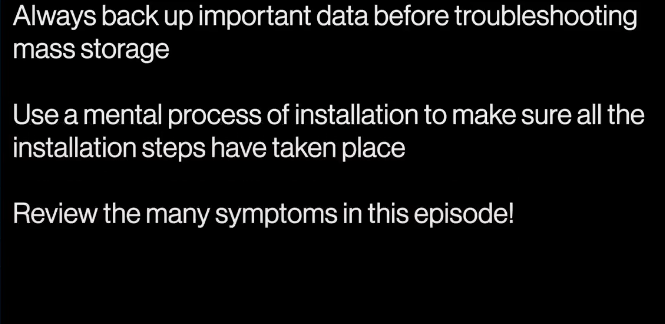 Always back up important data before troubleshooting
mass storage
Use a mental process of installation to make sure all the
installation steps have taken place
Review the many symptoms in this episode!